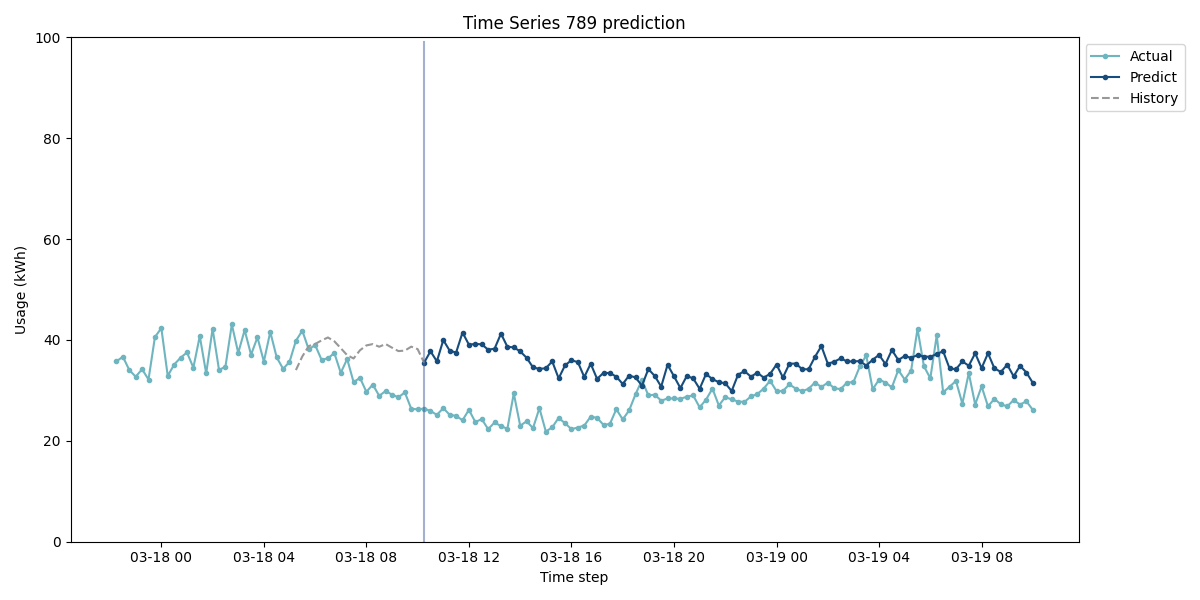 Time Series 789 prediction
Usage (kWh)
100
80
60
40
20
0
03-18 00
03-18 04
03-18 08
03-18 12
03-18 16
03-18 20
03-19 00
03-19 04
03-19 08
Time step
Actual
Predict
History